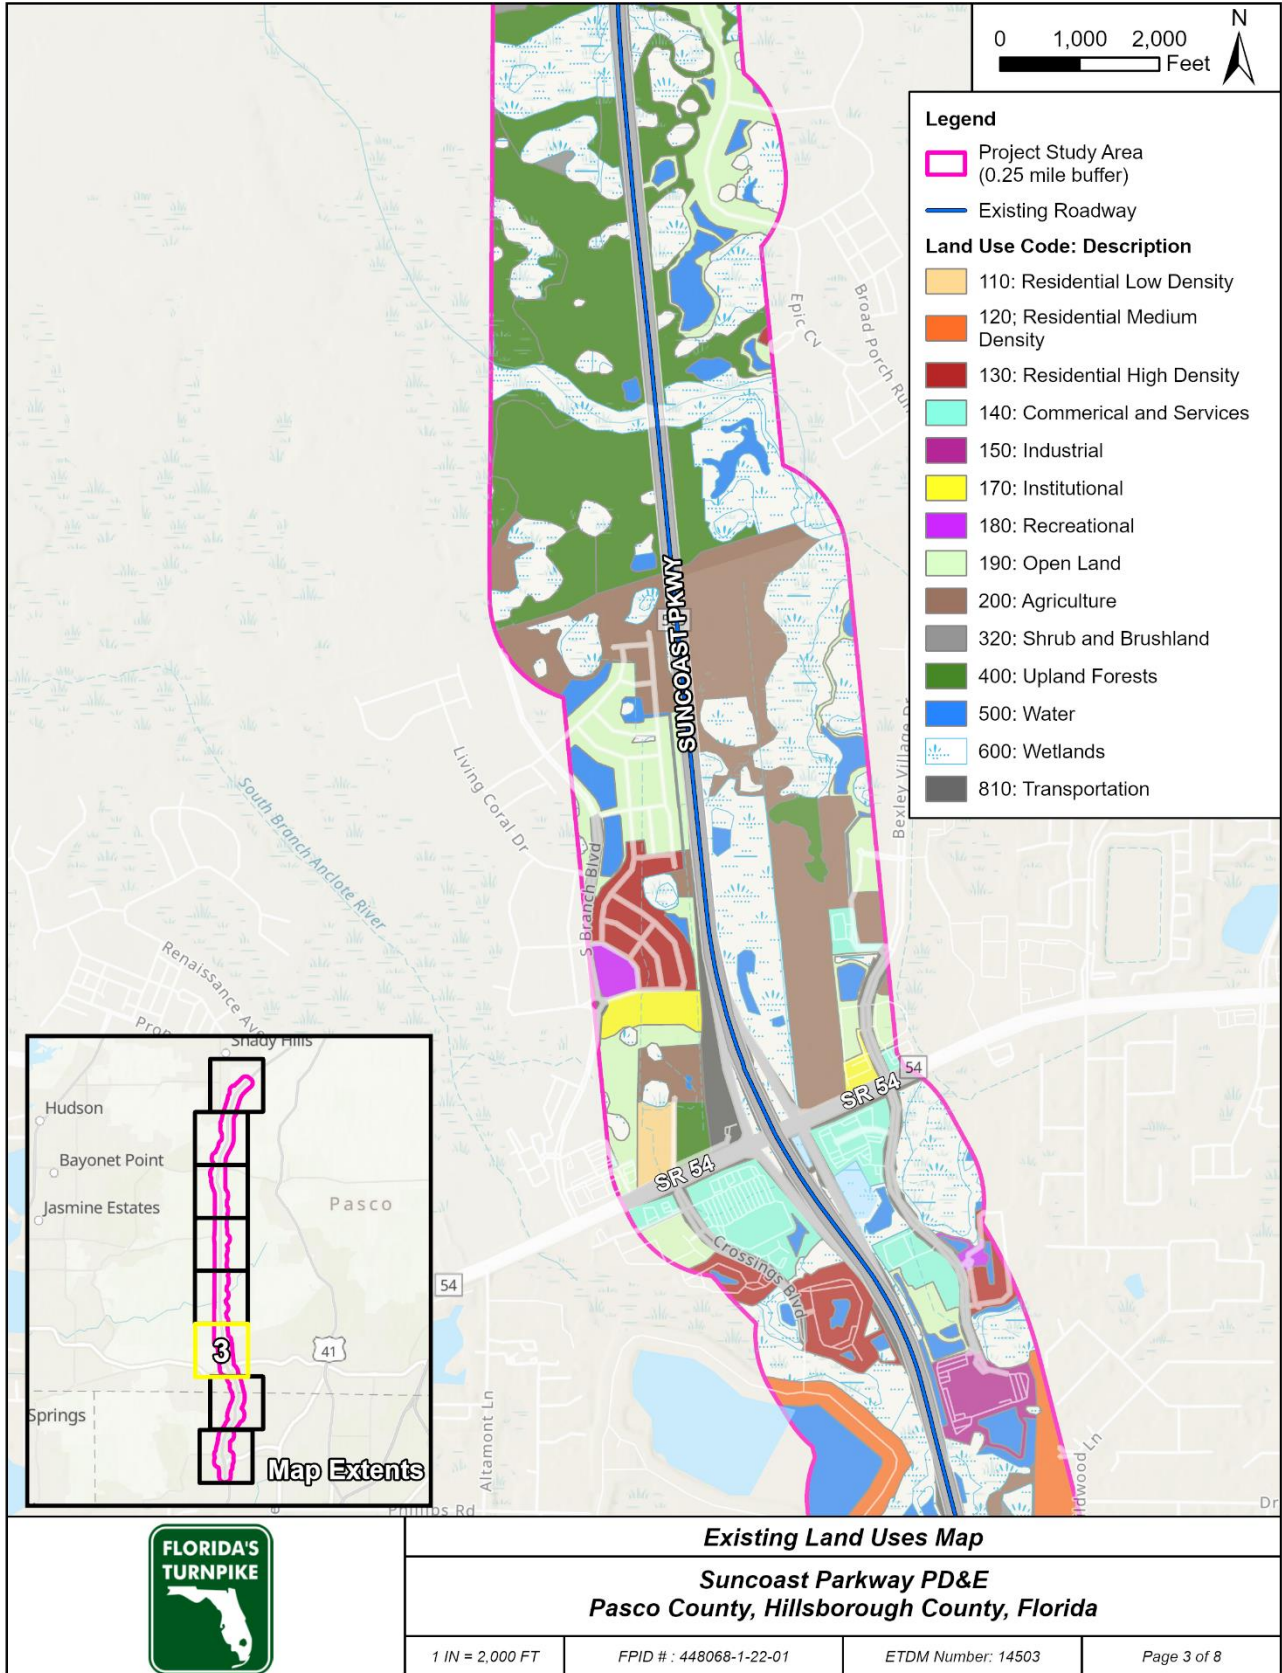 N
0 1,000 2,000
Feet
Legend
Project Study Area
(0.25 mile buffer)
Existing Roadway
Land Use Code: Description
110: Residential Low Density
120; Residential Medium
Density
130: Residential High Density
140: Commerical and Services
150: Industrial
170: Institutional
180: Recreational
190: Open Land
200: Agriculture
320: Shrub and Brushland
400: Upland Forests
500: Water
600: Wetlands
810: Transportation
Epic Cv
Broad Porch Run
SUNCOAST PKWY
Living Coral Dr
Bexley Village Dr
South Branch Anclote River
S Branch Blvd
Renaissance Ave
54
SR 54
SR 54
Crossings Blvd
54
Altamont Ln
Phillips Rd
ldwood Ln
Dr
Shady Hills
Hudson
Bayonet Point
Jasmine Estates
Pasco
3
41
Springs
Map Extents
FLORIDA'S
TURNPIKE
Existing Land Uses Map
Suncoast Parkway PD&E
Pasco County, Hillsborough County, Florida
1 IN = 2,000 FT
FPID # : 448068-1-22-01
ETDM Number: 14503
Page 3 of 8